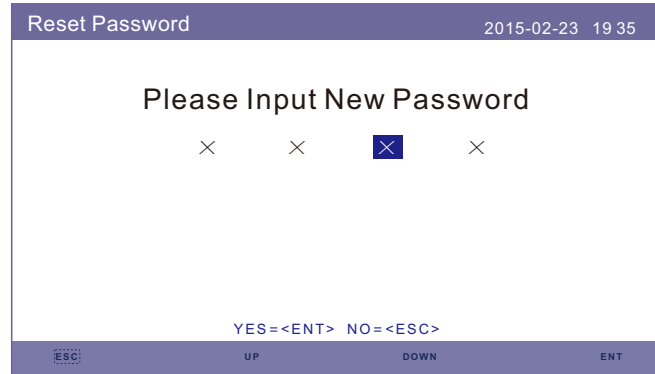 Reset Password 2015-02-23 19 35
Please Input New Password
X X X X
YES=<ENT> NO=<ESC>
ESC UP DOWN ENT